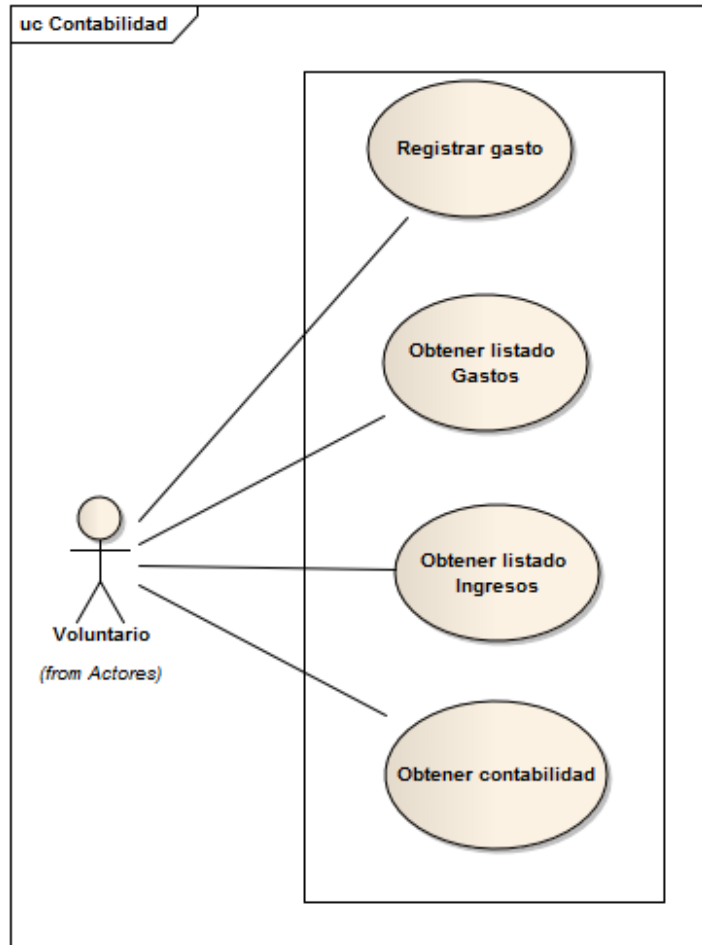 uc Contabilidad
Registrar gasto
Obtener listado
Gastos
Obtener listado
Ingresos
Voluntario
(from Actores)
Obtener contabilidad